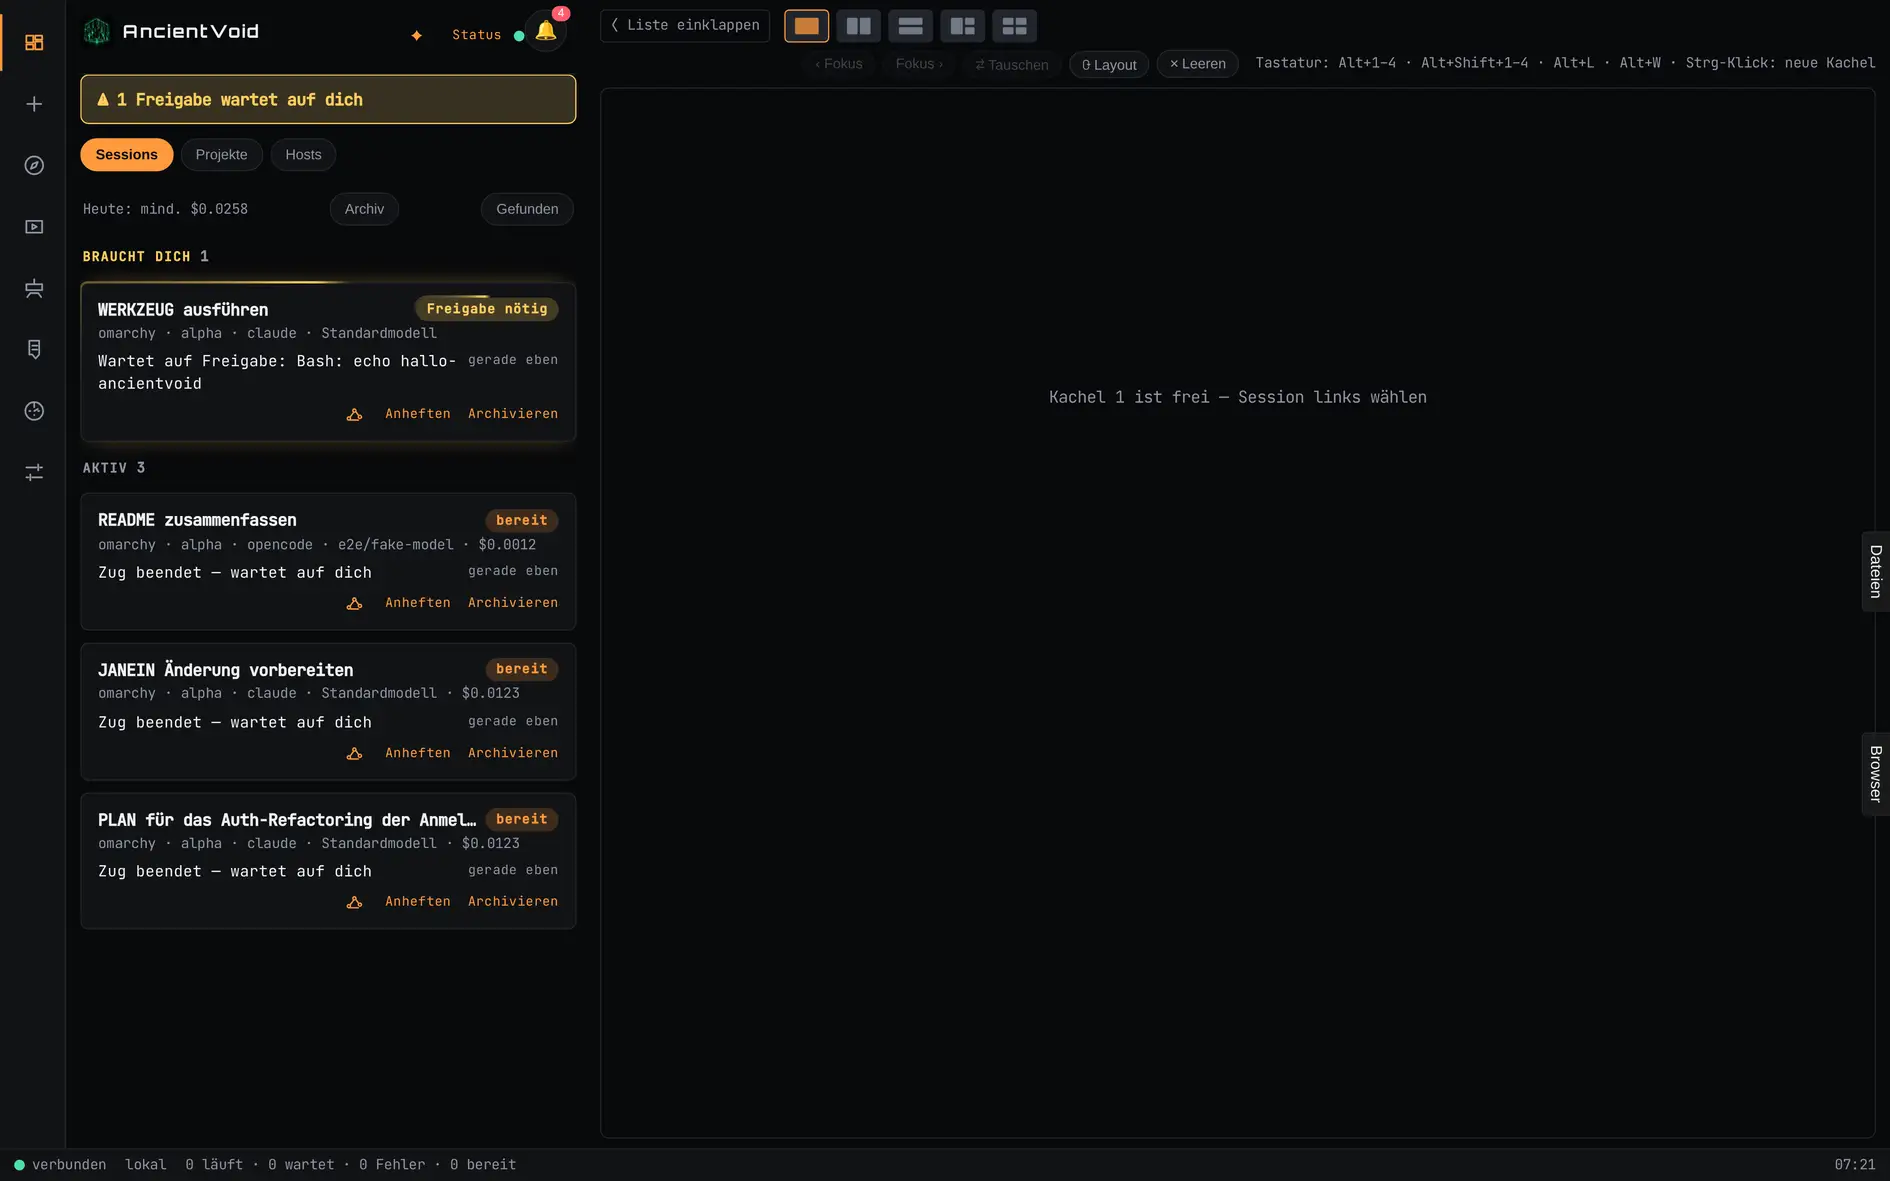 AncientVoid
Status
4
1 Freigabe wartet auf dich
Sessions
Projekte
Hosts
Heute: mind. $0.0258
Archiv
Gefunden
BRAUCHT DICH 1
WERKZEUG ausführen
Freigabe nötig
omarchy · alpha · claude · Standardmodell
Wartet auf Freigabe: Bash: echo hallo-
gerade eben
ancientvoid
Anheften Archivieren
AKTIV 3
README zusammenfassen
bereit
omarchy · alpha · opencode · e2e/fake-model · $0.0012
Zug beendet — wartet auf dich
gerade eben
Anheften Archivieren
JANEIN Änderung vorbereiten
bereit
omarchy · alpha · claude · Standardmodell · $0.0123
Zug beendet — wartet auf dich
gerade eben
Anheften Archivieren
PLAN für das Auth-Refactoring der Anmel…
bereit
omarchy · alpha · claude · Standardmodell · $0.0123
Zug beendet — wartet auf dich
gerade eben
Anheften Archivieren
Liste einklappen
‹ Fokus
Fokus ›
⇄ Tauschen
Layout
× Leeren
Tastatur: Alt+1–4 · Alt+Shift+1–4 · Alt+L · Alt+W · Strg-Klick: neue Kachel
Kachel 1 ist frei — Session links wählen
Dateien
Browser
verbunden lokal 0 läuft · 0 wartet · 0 Fehler · 0 bereit
07:21